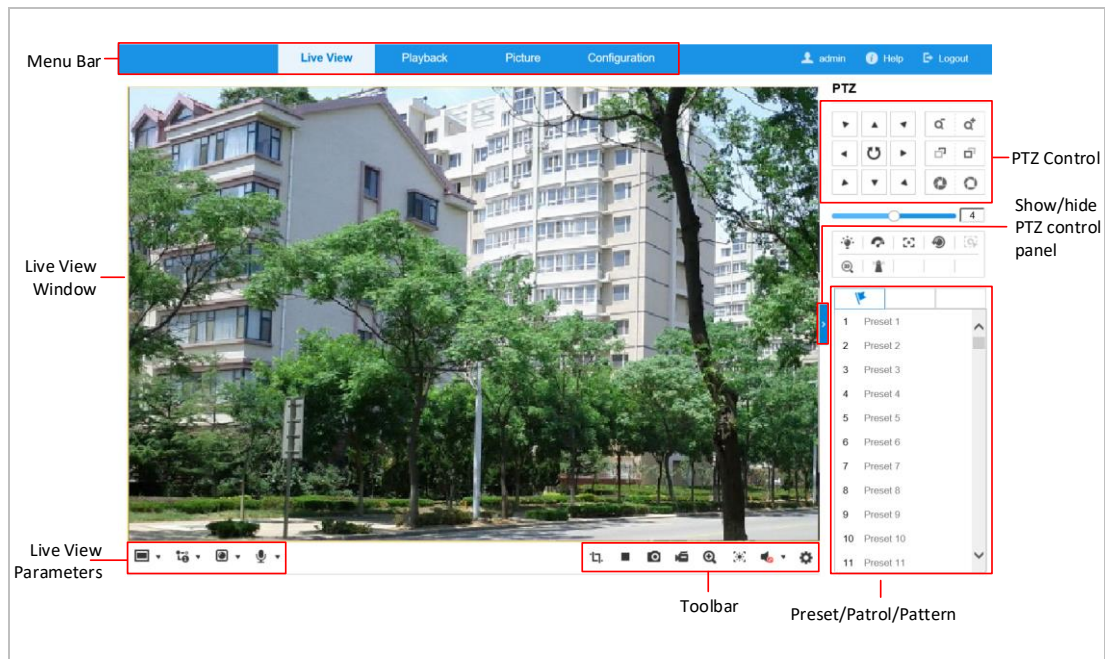 Menu Bar
Live View
Playback
Picture
Configuration
admin
Help
Logout
PTZ
PTZ Control
4
Show/hide
PTZ control
panel
Live View
Window
1 Preset 1
2 Preset 2
3 Preset 3
4 Preset 4
5 Preset 5
6 Preset 6
7 Preset 7
8 Preset 8
9 Preset 9
10 Preset 10
11 Preset 11
Live View
Parameters
Toolbar
Preset/Patrol/Pattern